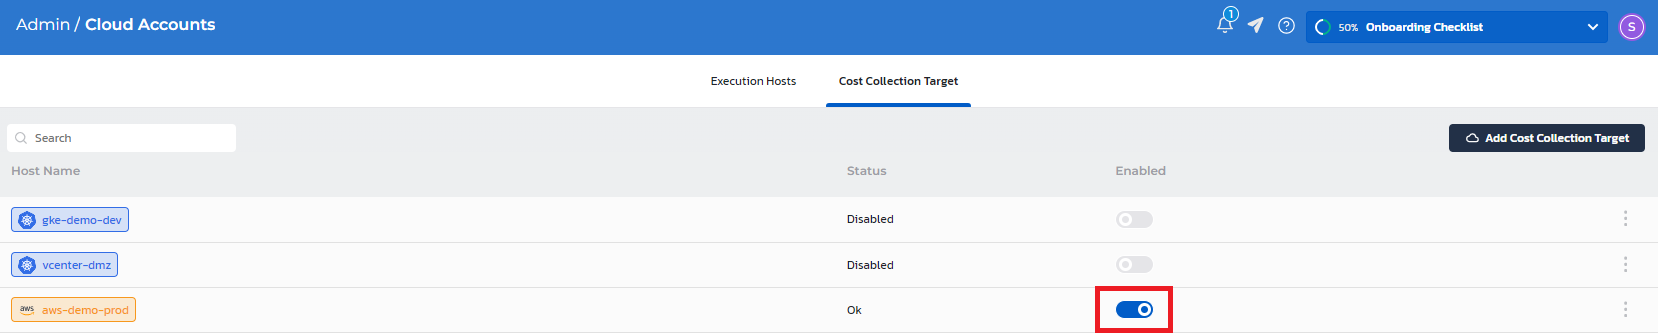 Admin / Cloud Accounts
1
50% Onboarding Checklist
S
Execution Hosts
Cost Collection Target
Search
Add Cost Collection Target
Host Name Status Enabled
gke-demo-dev Disabled
vcenter-dmz Disabled
aws aws-demo-prod Ok